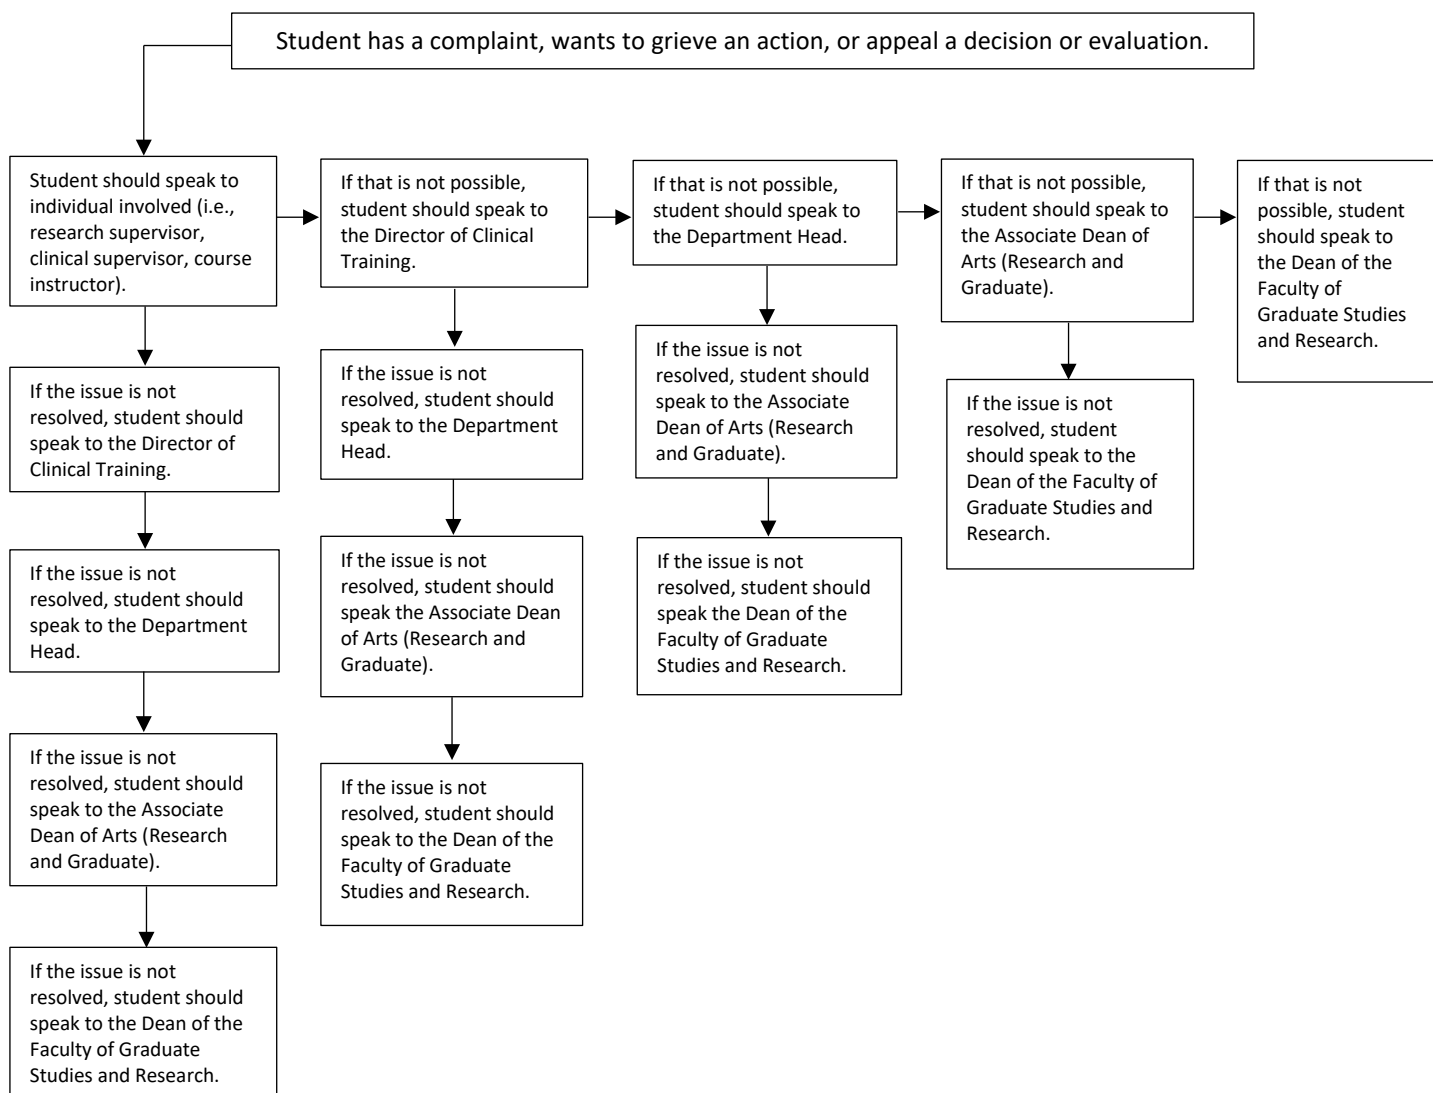 Student has a complaint, wants to grieve an action, or appeal a decision or evaluation.
Student should speak to
individual involved (i.e.,
research supervisor,
clinical supervisor, course
instructor).
If the issue is not
resolved, student should
speak to the Director of
Clinical Training.
If the issue is not
resolved, student should
speak to the Department
Head.
If the issue is not
resolved, student should
speak to the Associate
Dean of Arts (Research
and Graduate).
If the issue is not
resolved, student should
speak to the Dean of the
Faculty of Graduate
Studies and Research.
If that is not possible,
student should speak to
the Director of Clinical
Training.
If the issue is not
resolved, student should
speak to the Department
Head.
If the issue is not
resolved, student should
speak the Associate Dean
of Arts (Research and
Graduate).
If the issue is not
resolved, student should
speak to the Dean of the
Faculty of Graduate
Studies and Research.
If that is not possible,
student should speak to
the Department Head.
If the issue is not
resolved, student should
speak to the Associate
Dean of Arts (Research
and Graduate).
If the issue is not
resolved, student should
speak the Dean of the
Faculty of Graduate
Studies and Research.
If that is not possible,
student should speak to
the Associate Dean of
Arts (Research and
Graduate).
If the issue is not
resolved, student
should speak to the
Dean of the Faculty of
Graduate Studies and
Research.
If that is not
possible, student
should speak to
the Dean of the
Faculty of
Graduate Studies
and Research.